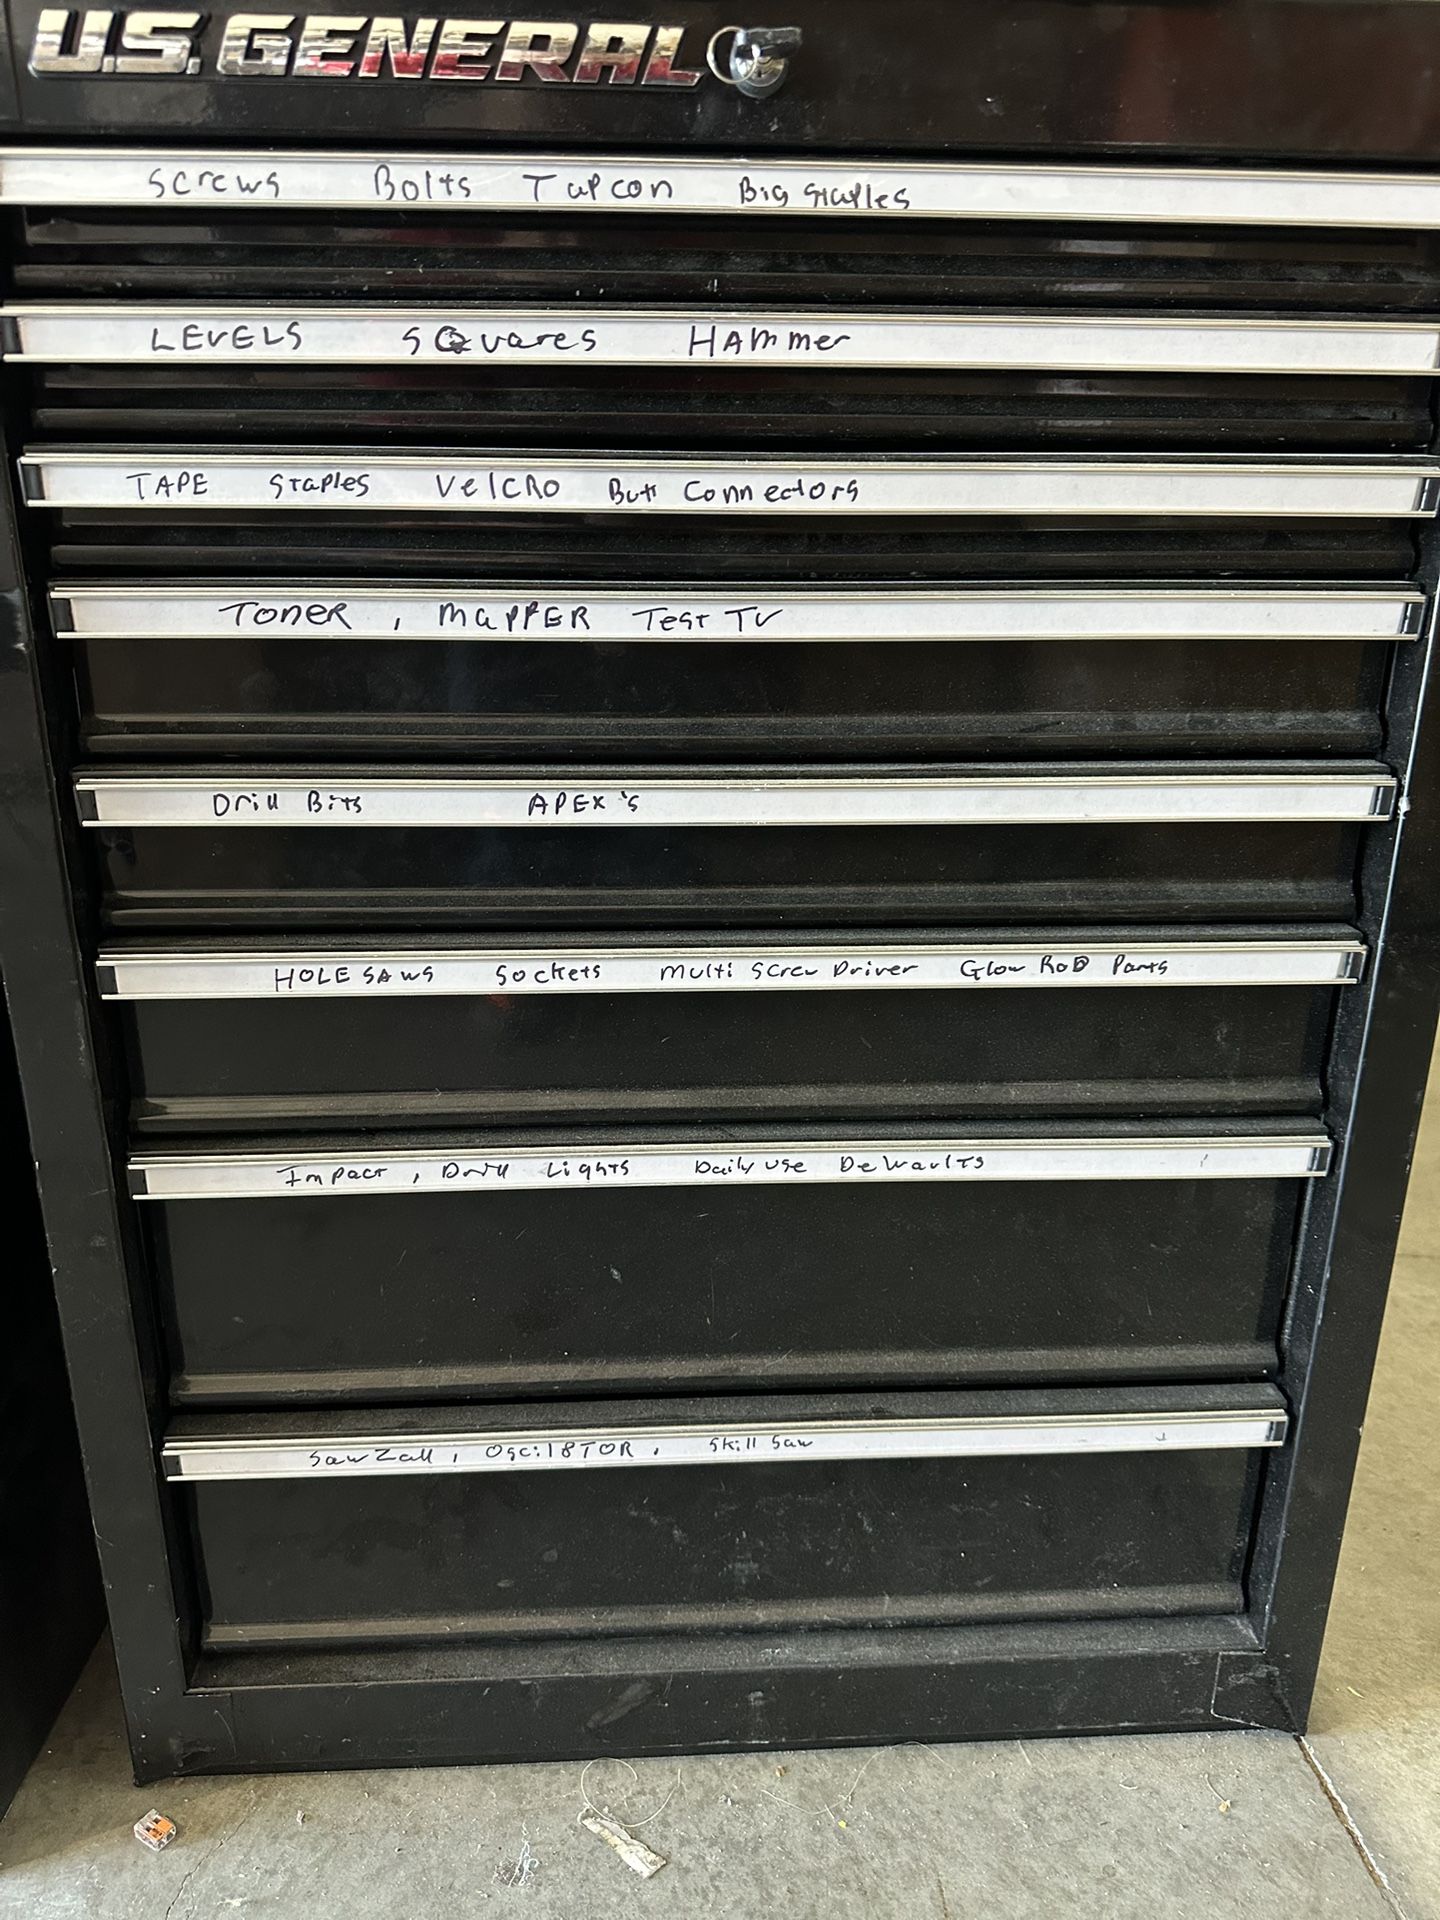 U.S. GENERAL
screws Bolts Tapcon Big staples
LEVELS SQuares HAmmer
TAPE staples VelCRO Butt Connectors
TONER , MaPPER Test TV
Drill Bits APEX's
HOLE SAWS Sockets Multi Screw Driver Glow RoD Parts
Impact , Drill Lights Daily use DeWaults
SawZall , Oscil8TOR , Skill Saw